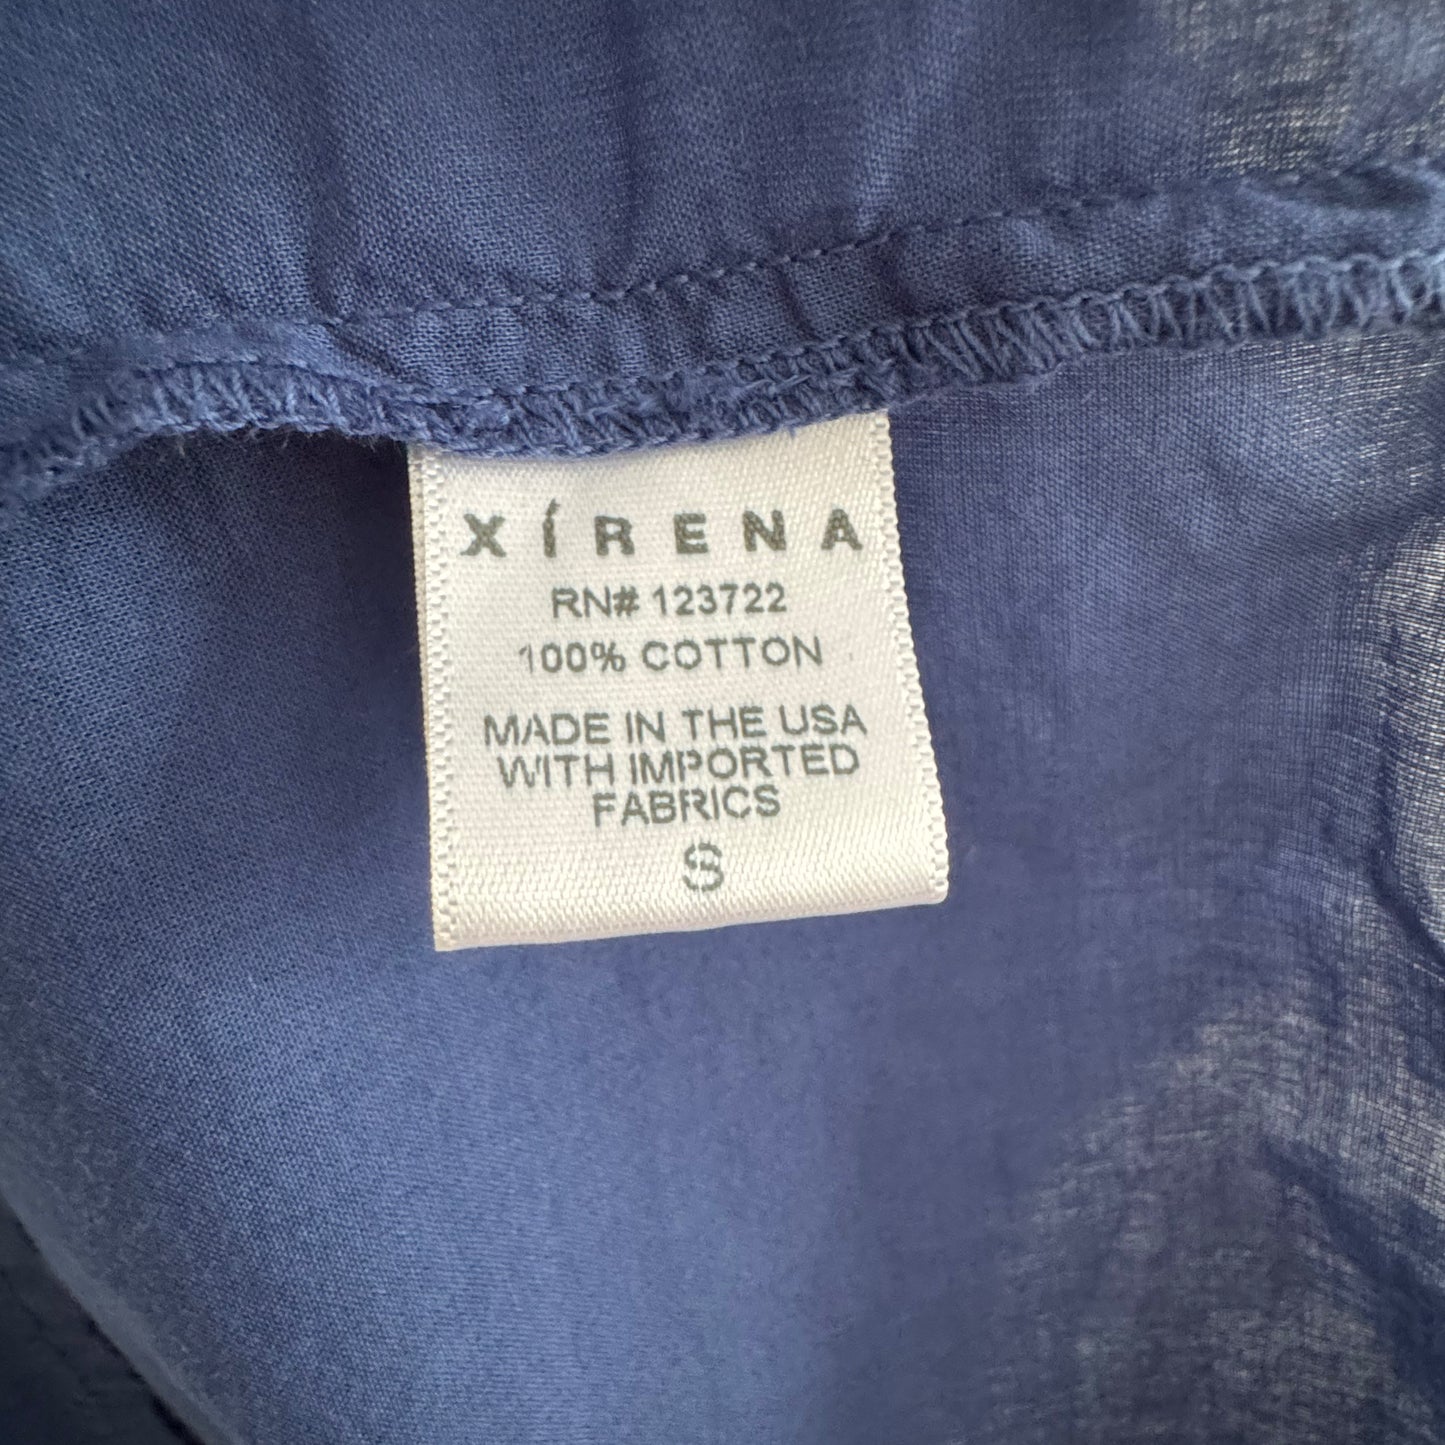 XÍRENA
RN# 123722
100% COTTON
MADE IN THE USA
WITH IMPORTED
FABRICS
S